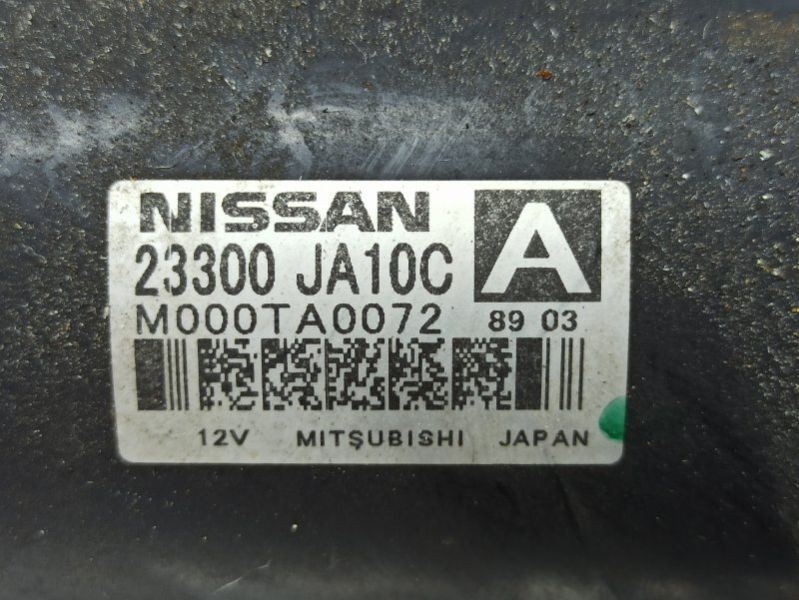 NISSAN A
23300 JA10C
M000TA0072 89 03
12V MITSUBISHI JAPAN